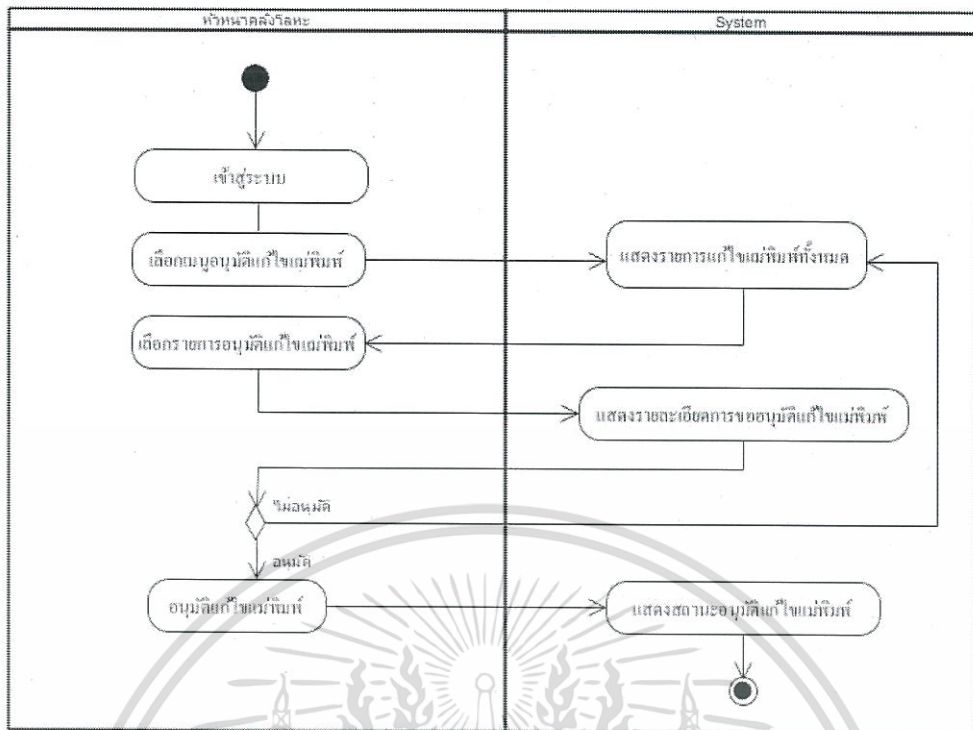 หัวหน้าคลังโลหะ
System
เข้าสู่ระบบ
เลือกเมนูอนุมัติแก้ไขแม่พิมพ์
แสดงรายการแก้ไขแม่พิมพ์ทั้งหมด
เลือกรายการอนุมัติแก้ไขแม่พิมพ์
แสดงรายละเอียดการขออนุมัติแก้ไขแม่พิมพ์
ไม่อนุมัติ
อนุมัติ
อนุมัติแก้ไขแม่พิมพ์
แสดงสถานะอนุมัติแก้ไขแม่พิมพ์